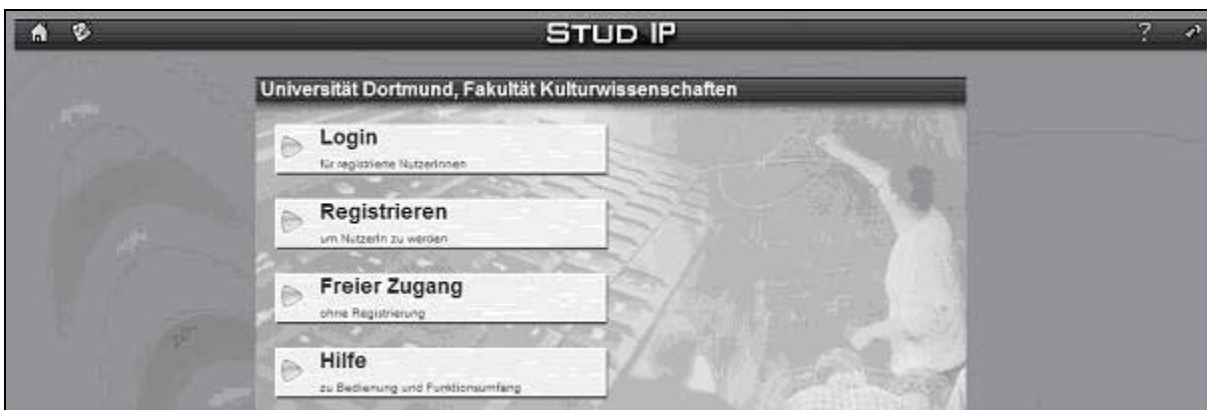 STUD IP
?
Universität Dortmund, Fakultät Kulturwissenschaften
Login
für registrierte NutzerInnen
Registrieren
um NutzerIn zu werden
Freier Zugang
ohne Registrierung
Hilfe
zu Bedienung und Funktionsumfang